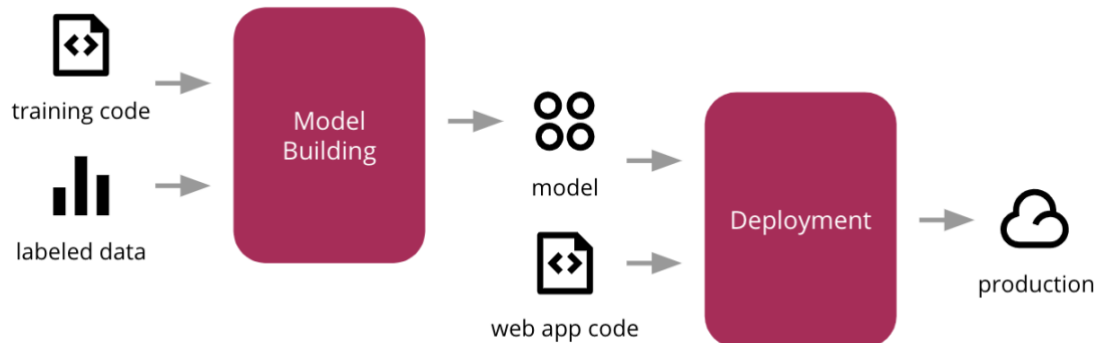 training code
labeled data
Model
Building
model
web app code
Deployment
production